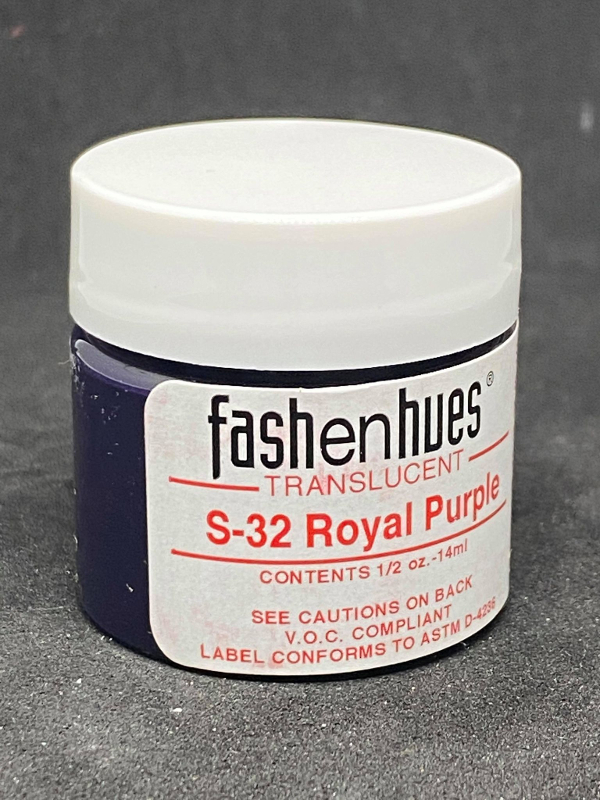 fashenhues®
TRANSLUCENT
S-32 Royal Purple
CONTENTS 1/2 oz.-14ml
SEE CAUTIONS ON BACK
V.O.C. COMPLIANT
LABEL CONFORMS TO ASTM D-4236